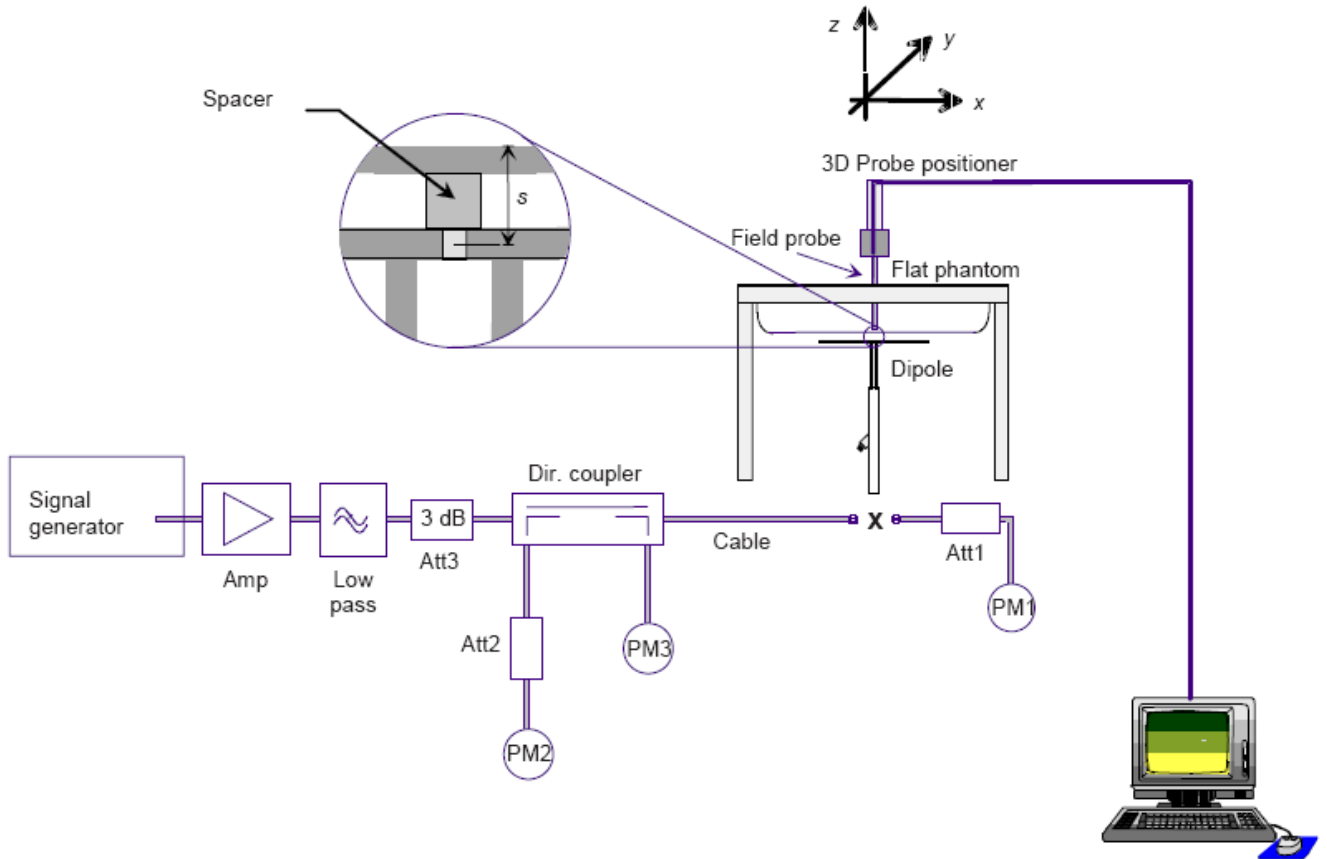 z
y
x
Spacer
s
3D Probe positioner
Field probe
Flat phantom
Dipole
Signal
generator
Amp
Low
pass
3 dB
Att3
Dir. coupler
Cable
X
Att1
PM1
Att2
PM3
PM2